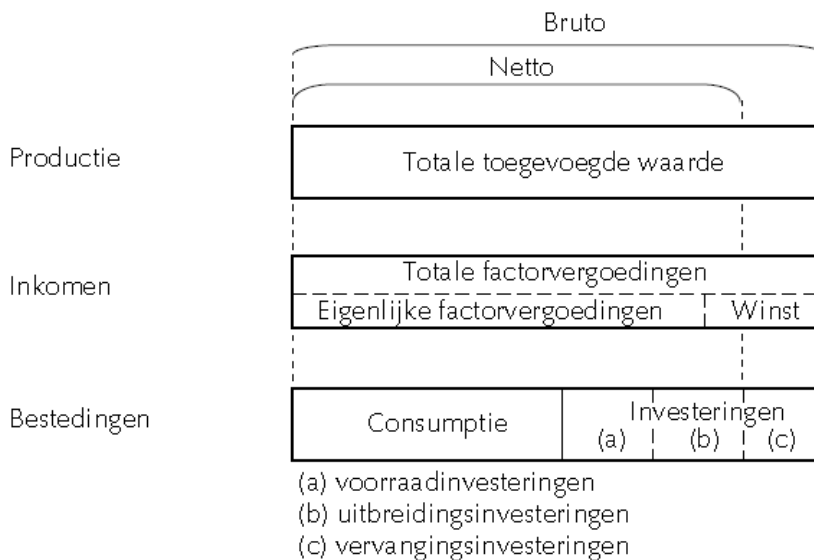 Bruto
Netto
Productie
Totale toegevoegde waarde
Inkomen
Totale factorvergoedingen
Eigenlijke factorvergoedingen
Winst
Bestedingen
Consumptie
Investeringen
(a)
(b)
(c)
(a) voorraadinvesteringen
(b) uitbreidingsinvesteringen
(c) vervangingsinvesteringen